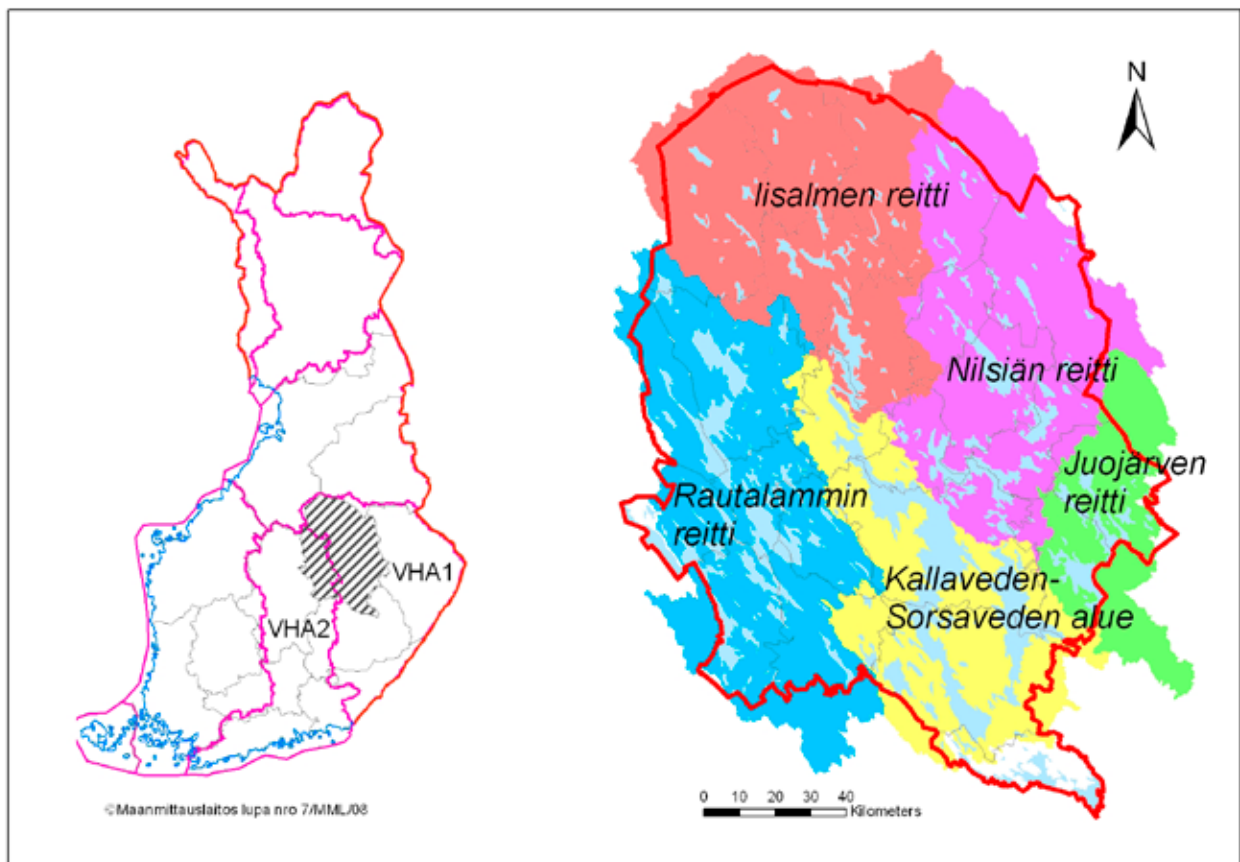 VHA1
VHA2
©Maanmittauslaitos lupa nro 7/MML/08
N
Iisalmen reitti
Nilsiän reitti
Juojärven
reitti
Rautalammin
reitti
Kallaveden-
Sorsaveden alue
0 10 20 30 40
Kilometers